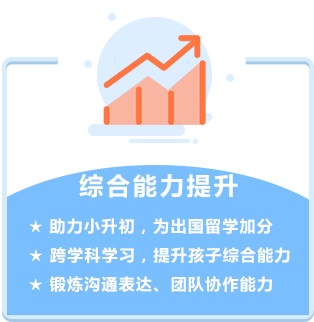 综合能力提升
★ 助力小升初，为出国留学加分
★ 跨学科学习，提升孩子综合能力
★ 锻炼沟通表达、团队协作能力